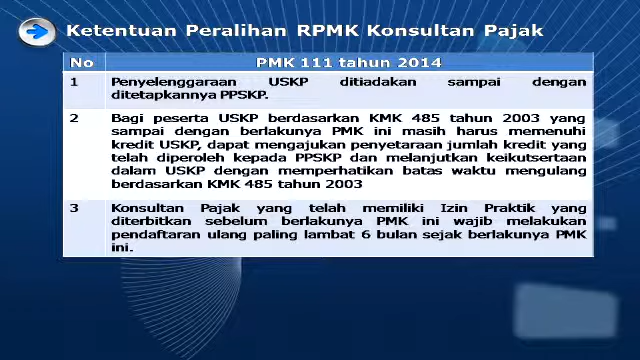 Ketentuan Peralihan RPMK Konsultan Pajak
No PMK 111 tahun 2014
1 Penyelenggaraan USKP ditiadakan sampai dengan
ditetapkannya PPSKP.
2 Bagi peserta USKP berdasarkan KMK 485 tahun 2003 yang
sampai dengan berlakunya PMK ini masih harus memenuhi
kredit USKP, dapat mengajukan penyetaraan jumlah kredit yang
telah diperoleh kepada PPSKP dan melanjutkan keikutsertaan
dalam USKP dengan memperhatikan batas waktu mengulang
berdasarkan KMK 485 tahun 2003
3 Konsultan Pajak yang telah memiliki Izin Praktik yang
diterbitkan sebelum berlakunya PMK ini wajib melakukan
pendaftaran ulang paling lambat 6 bulan sejak berlakunya PMK
ini.